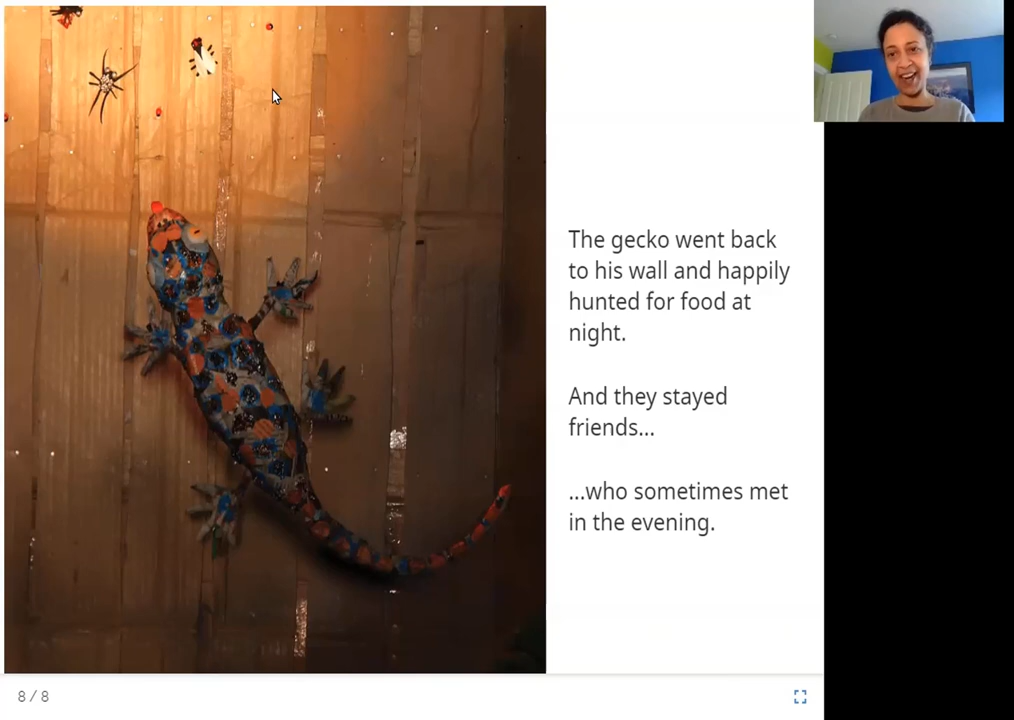 The gecko went back
to his wall and happily
hunted for food at
night.
And they stayed
friends...
...who sometimes met
in the evening.
8 / 8